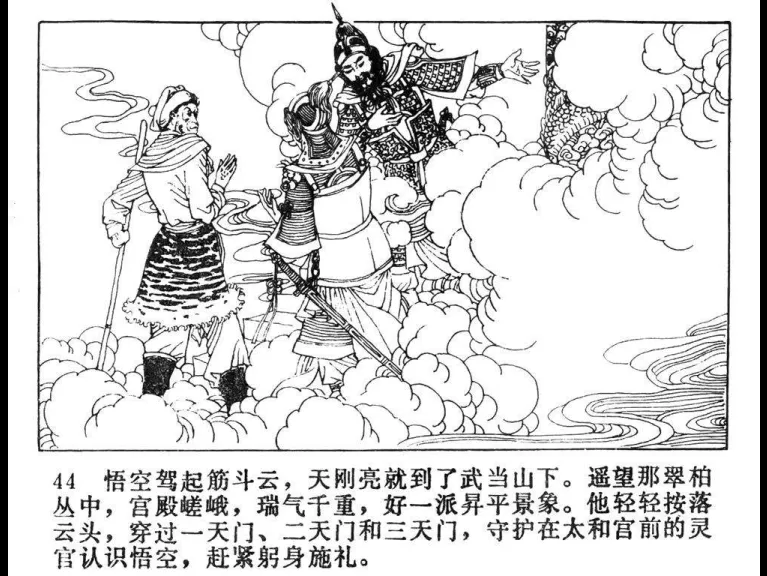 44 悟空驾起筋斗云，天刚亮就到了武当山下。遥望那翠柏
丛中，宫殿嵯峨，瑞气千重，好一派昇平景象。他轻轻按落
云头，穿过一天门、二天门和三天门，守护在太和宫前的灵
官认识悟空，赶紧躬身施礼。